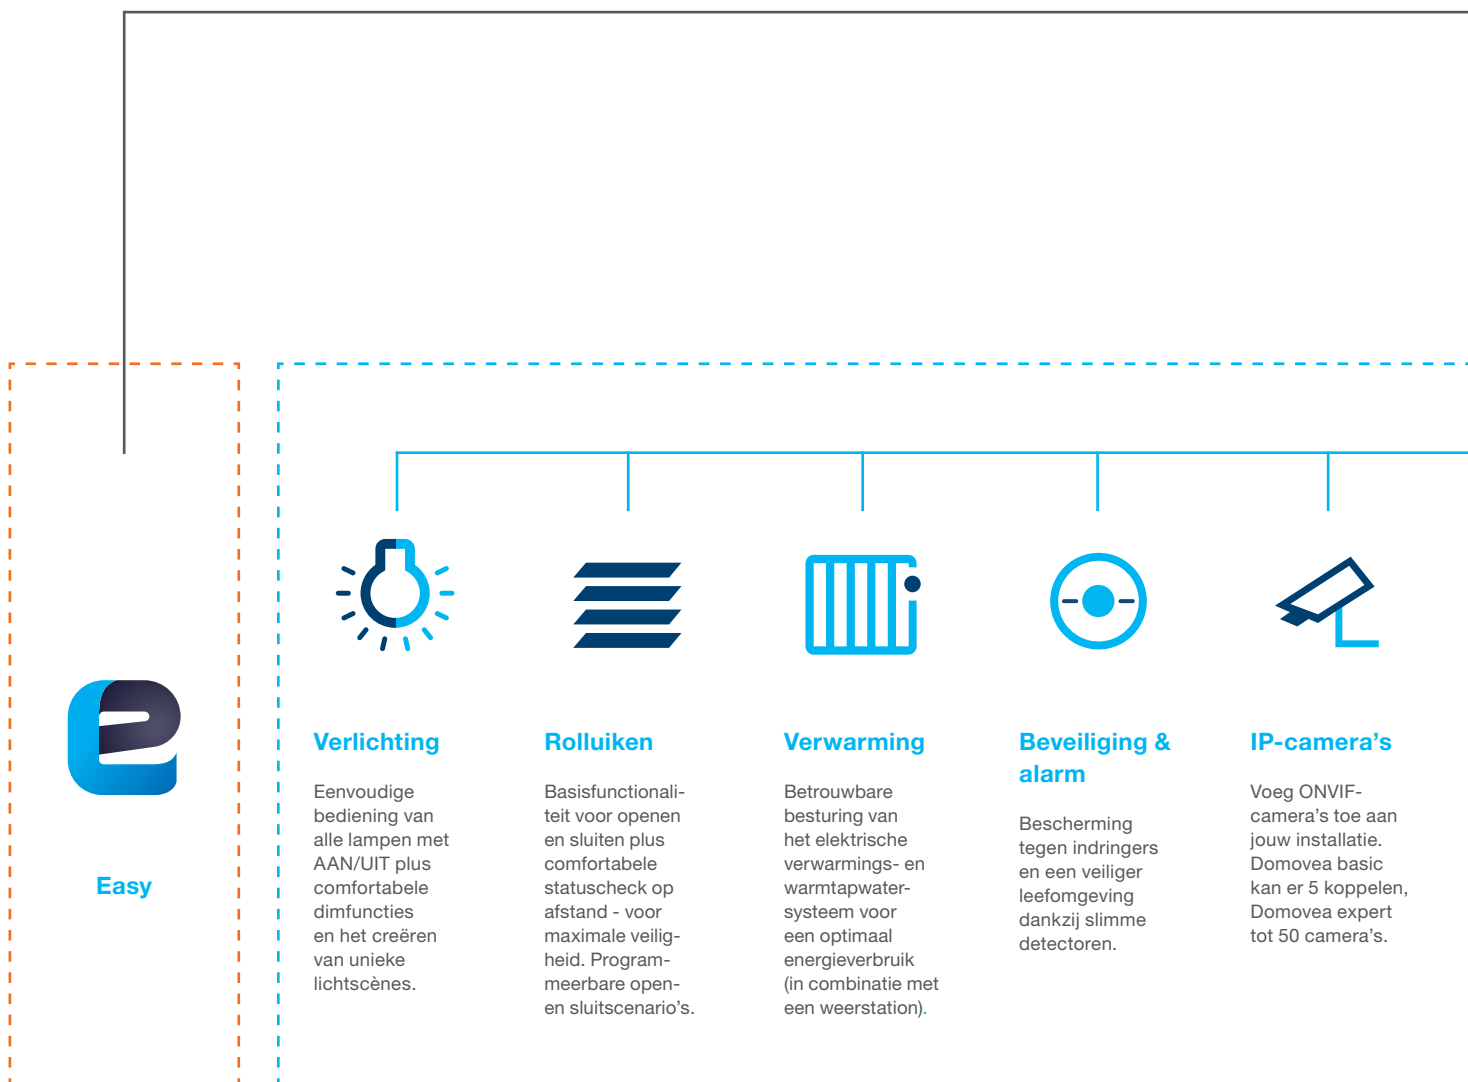 Easy
Verlichting
Eenvoudige
bediening van
alle lampen met
AAN/UIT plus
comfortabele
dimfuncties
en het creëren
van unieke
lichtscènes.
Rolluiken
Basisfunctionali-
teit voor openen
en sluiten plus
comfortabele
statuscheck op
afstand - voor
maximale veilig-
heid. Program-
meerbare open-
en sluitscenario’s.
Verwarming
Betrouwbare
besturing van
het elektrische
verwarmings- en
warmtapwater-
systeem voor
een optimaal
energieverbruik
(in combinatie met
een weerstation).
Beveiliging &
alarm
Bescherming
tegen indringers
en een veiliger
leefomgeving
dankzij slimme
detectoren.
IP-camera’s
Voeg ONVIF-
camera’s toe aan
jouw installatie.
Domovea basic
kan er 5 koppelen,
Domovea expert
tot 50 camera’s.